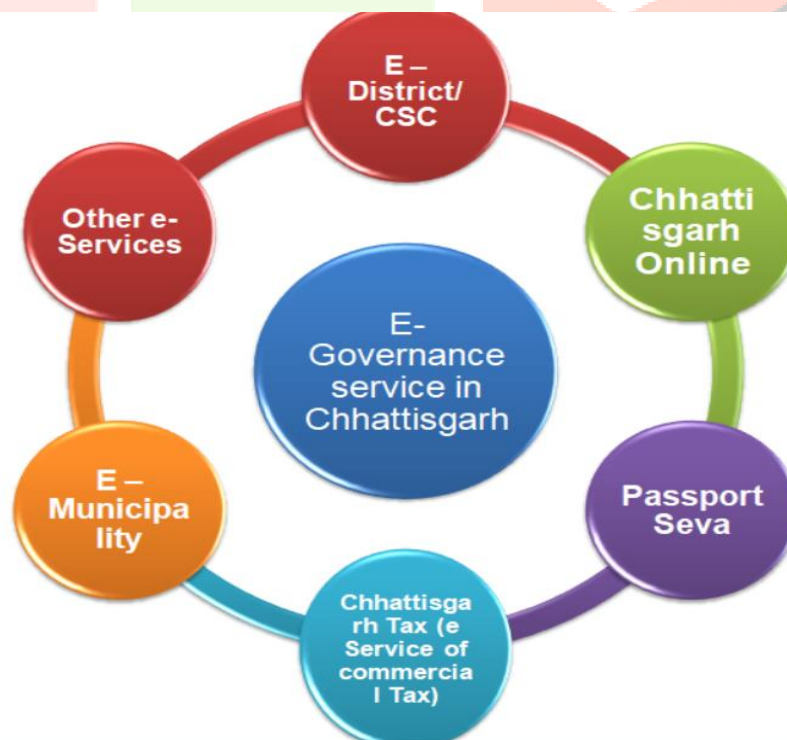 E –
District/
CSC
Chhatti
sgarh
Online
Passport
Seva
Chhattisga
rh Tax (e
Service of
commercia
l Tax)
E –
Municipa
lity
Other e-
Services
E-
Governance
service in
Chhattisgarh